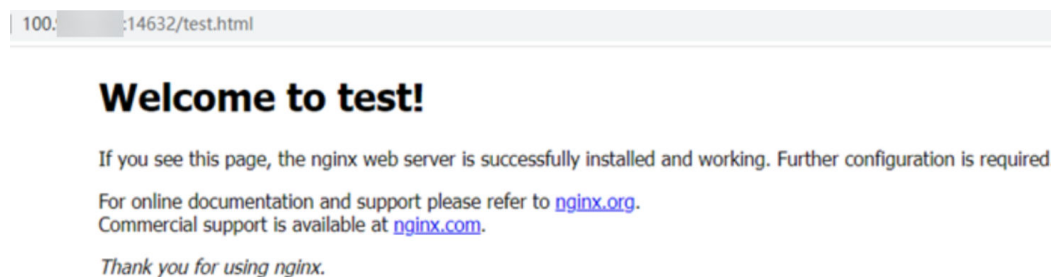 100. :14632/test.html
Welcome to test!
If you see this page, the nginx web server is successfully installed and working. Further configuration is required
For online documentation and support please refer to nginx.org.
Commercial support is available at nginx.com.
Thank you for using nginx.